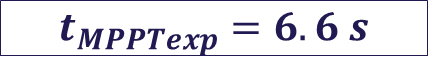 t_MPPTexp = 6.6 s